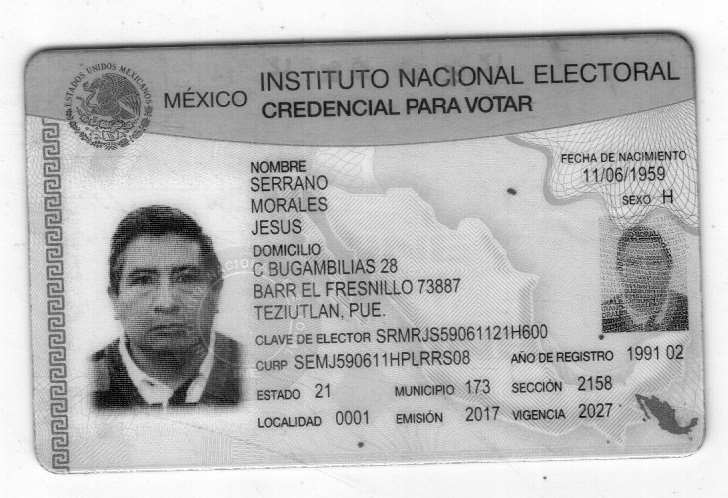 ESTADOS UNIDOS MEXICANOS
MÉXICO INSTITUTO NACIONAL ELECTORAL
CREDENCIAL PARA VOTAR
NOMBRE
SERRANO
MORALES
JESUS
FECHA DE NACIMIENTO
11/06/1959
SEXO H
DOMICILIO
C BUGAMBILIAS 28
BARR EL FRESNILLO 73887
TEZIUTLAN, PUE.
CLAVE DE ELECTOR SRMRJS59061121H600
CURP SEMJ590611HPLRRS08 AÑO DE REGISTRO 1991 02
ESTADO 21 MUNICIPIO 173 SECCIÓN 2158
LOCALIDAD 0001 EMISIÓN 2017 VIGENCIA 2027